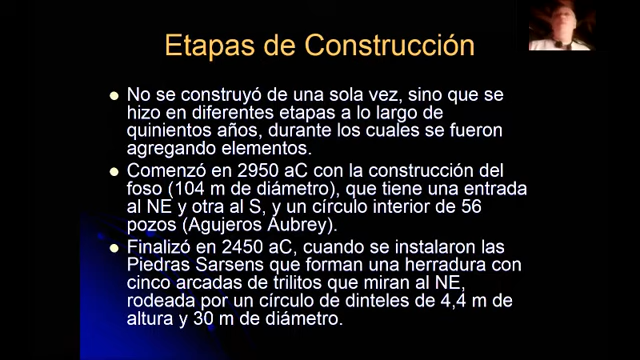 Etapas de Construcción
No se construyó de una sola vez, sino que se
hizo en diferentes etapas a lo largo de
quinientos años, durante los cuales se fueron
agregando elementos.
Comenzó en 2950 aC con la construcción del
foso (104 m de diámetro), que tiene una entrada
al NE y otra al S, y un círculo interior de 56
pozos (Agujeros Aubrey).
Finalizó en 2450 aC, cuando se instalaron las
Piedras Sarsens que forman una herradura con
cinco arcadas de trilitos que miran al NE,
rodeada por un círculo de dinteles de 4,4 m de
altura y 30 m de diámetro.